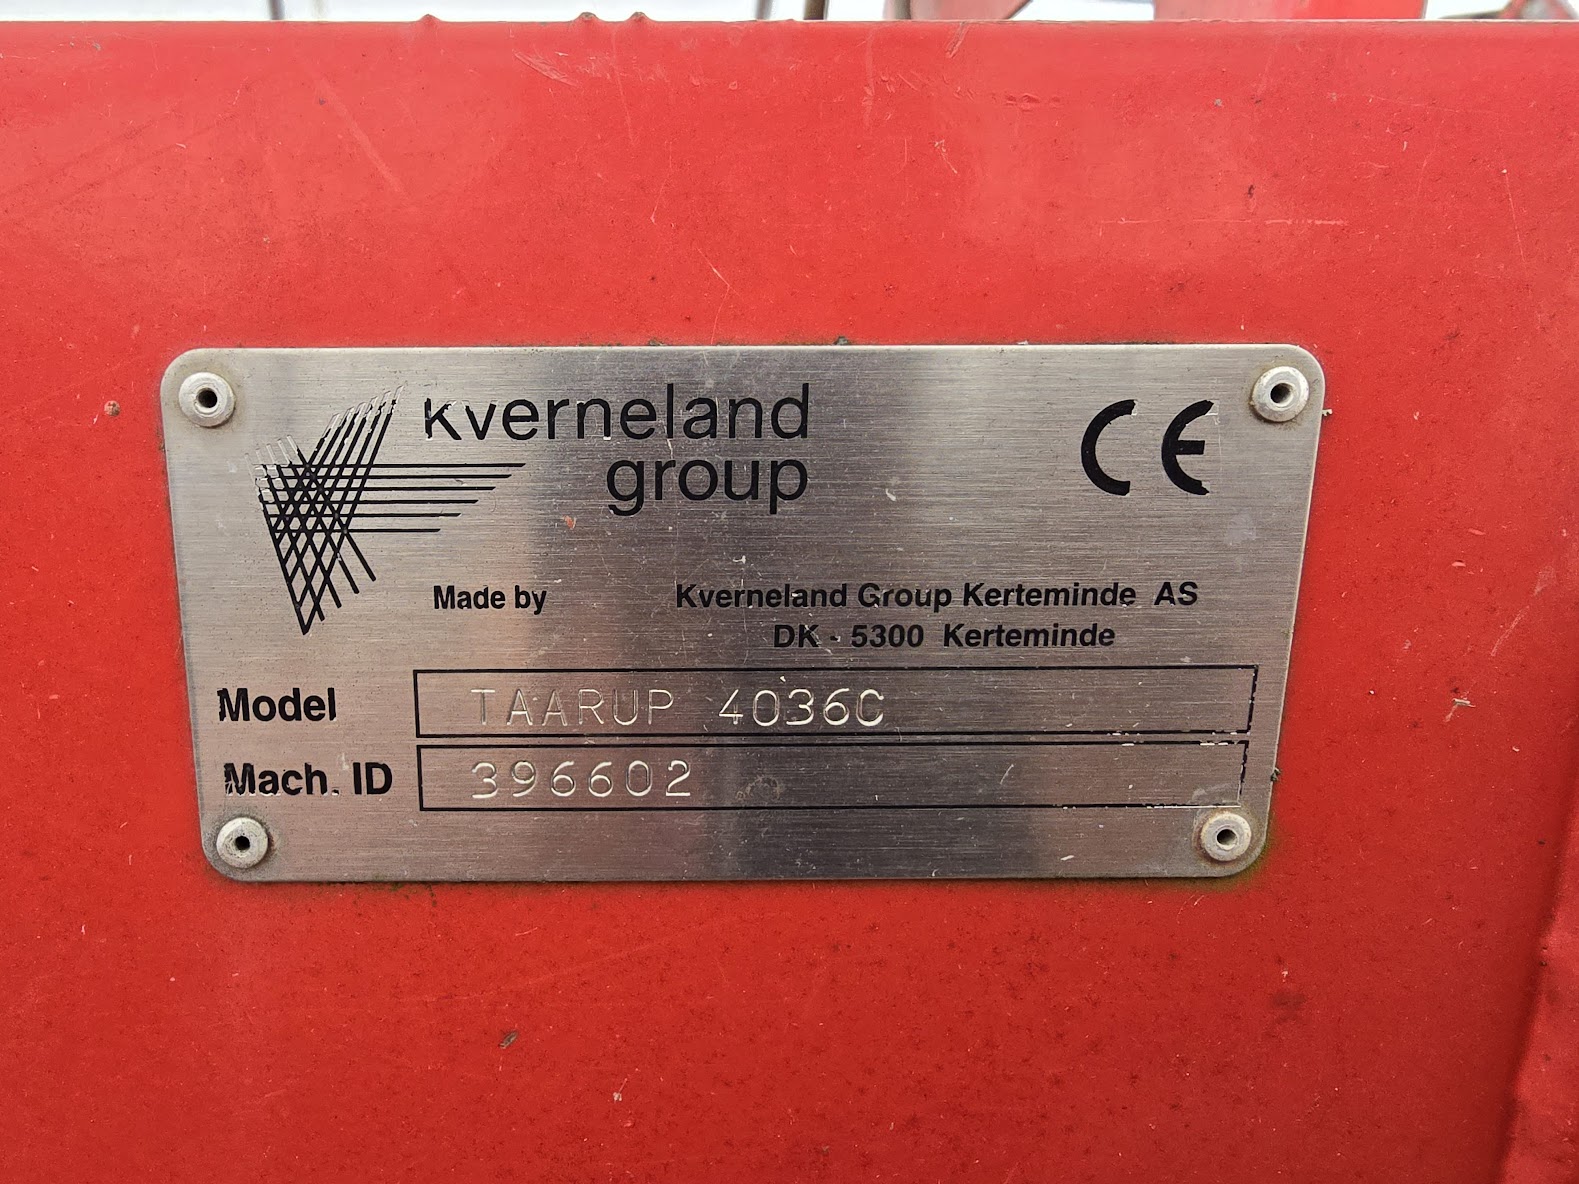 Kverneland
group
CE
Made by Kverneland Group Kerteminde AS
DK - 5300 Kerteminde
Model TAARUP 4036C
Mach. ID 396602